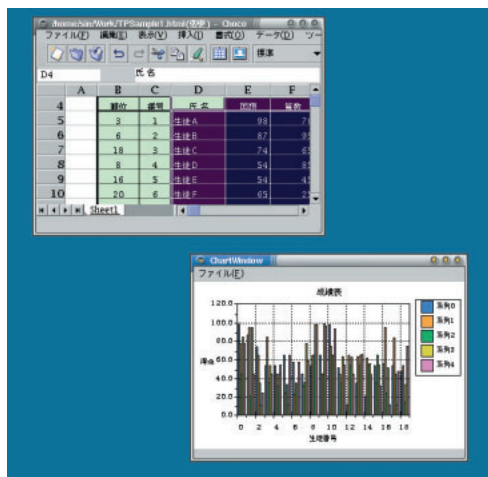 /home/sin/Work/TPSample1.html(仮学) - Choco
ファイル(F) 編集(E) 表示(V) 挿入(I) 書式(O) データ(D) ツー
標準
D4 氏 名
A B C D E F
4 順位 番号 氏 名 国語 算数
5 3 1 生徒A 98
6 6 2 生徒B 87
7 18 3 生徒C 74
8 8 4 生徒D 54
9 16 5 生徒E 54
10 20 6 生徒F 65
Sheet1
ChartWindow
ファイル(F)
成績表
120.0
100.0
80.0
60.0
40.0
20.0
0.0
得点
0 2 4 6 8 10 12 14 16 18
生徒番号
系列0
系列1
系列2
系列3
系列4